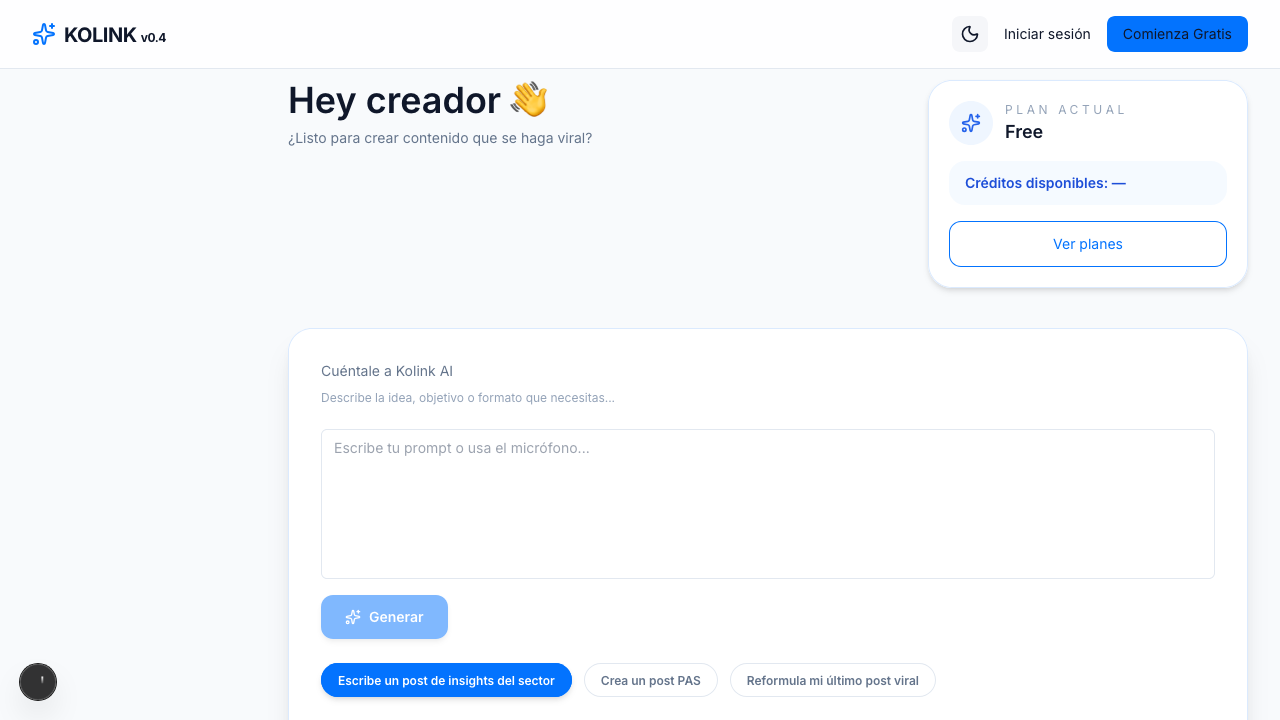 KOLINK v0.4
Iniciar sesión
Comienza Gratis
Hey creador
¿Listo para crear contenido que se haga viral?
PLAN ACTUAL
Free
Créditos disponibles: —
Ver planes
Cuéntale a Kolink AI
Describe la idea, objetivo o formato que necesitas...
Escribe tu prompt o usa el micrófono...
Generar
Escribe un post de insights del sector
Crea un post PAS
Reformula mi último post viral